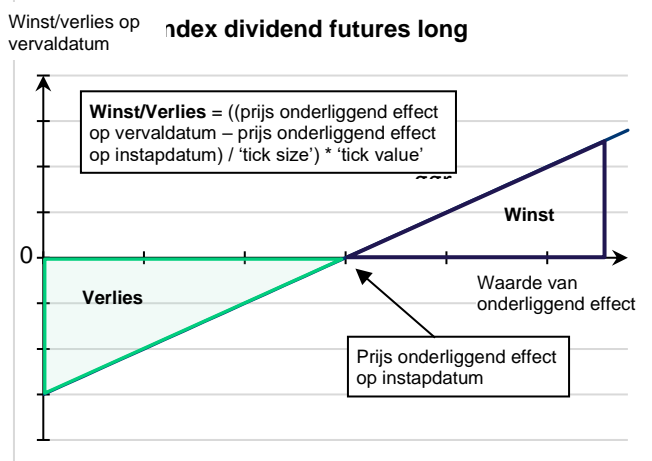 Winst/verlies op
vervaldatum
ndex dividend futures long
Winst/Verlies = ((prijs onderliggend effect
op vervaldatum – prijs onderliggend effect
op instapdatum) / ‘tick size’) * ‘tick value’
Winst
0
Waarde van
onderliggend effect
Verlies
Prijs onderliggend effect
op instapdatum